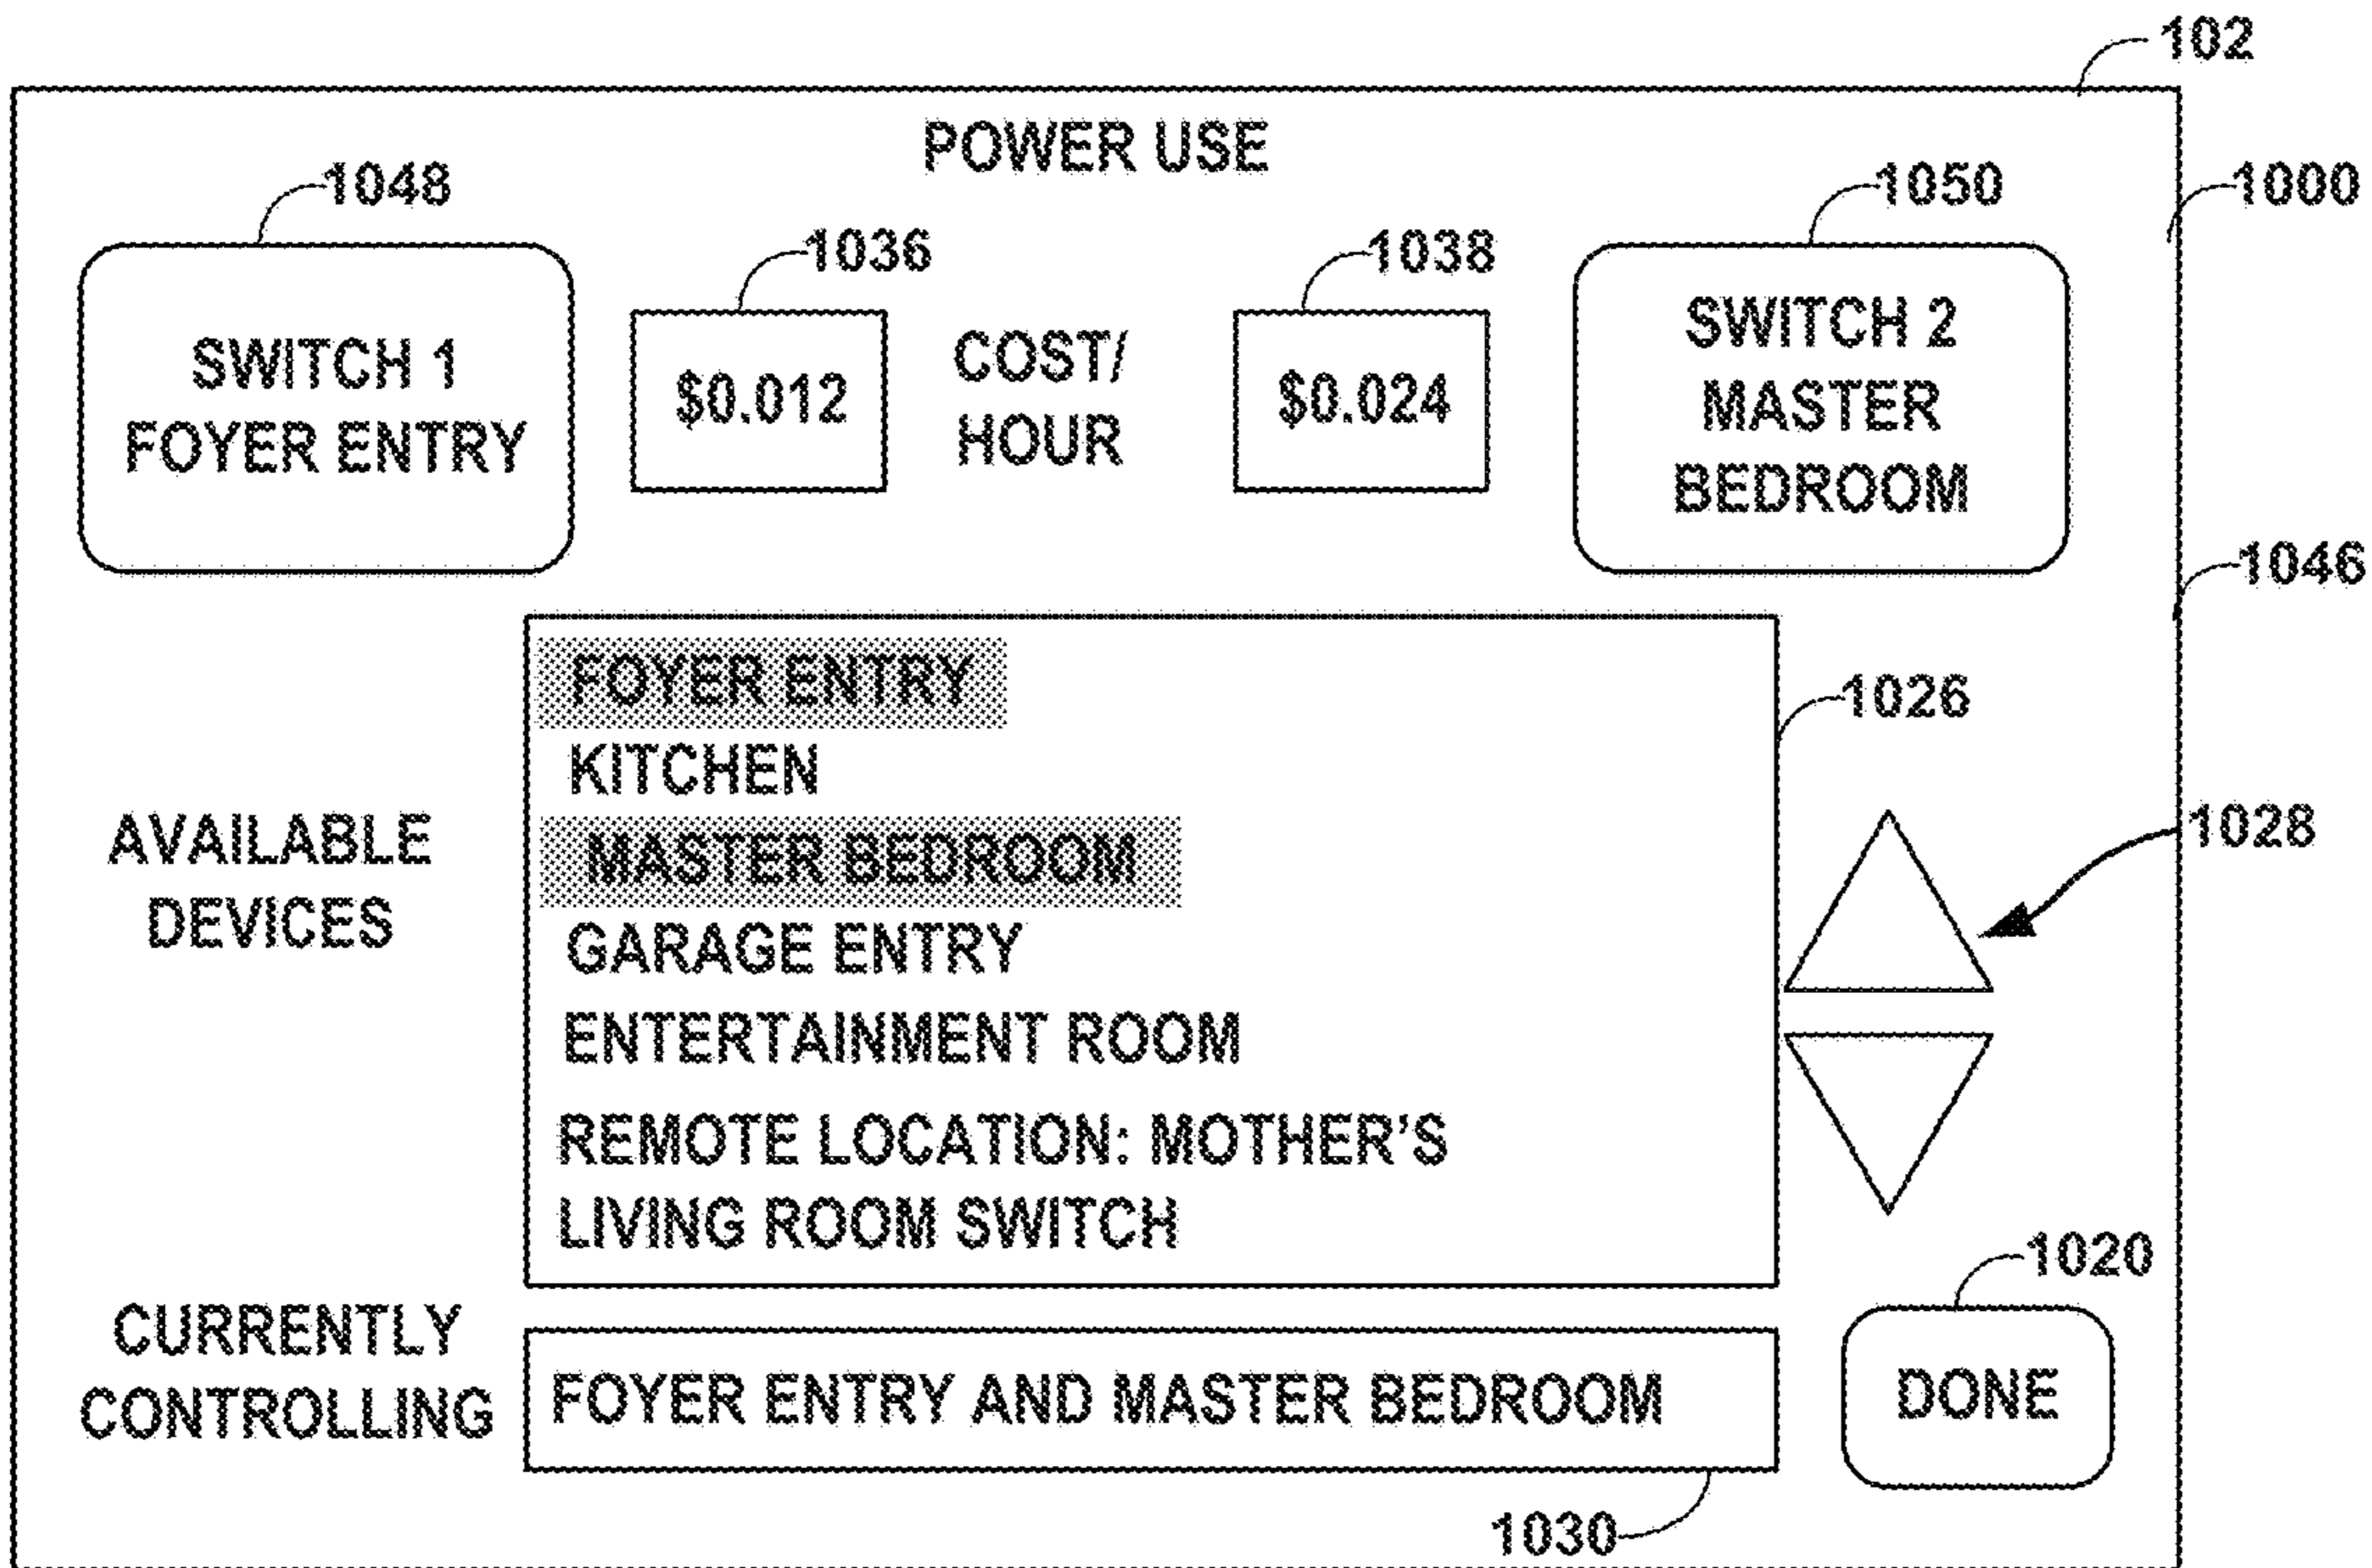 102
POWER USE
1048
1050
1000
1036
1038
SWITCH 1
FOYER ENTRY
$0.012
COST/
HOUR
$0.024
SWITCH 2
MASTER
BEDROOM
1046
FOYER ENTRY
1026
KITCHEN
AVAILABLE
DEVICES
MASTER BEDROOM
1028
GARAGE ENTRY
ENTERTAINMENT ROOM
REMOTE LOCATION: MOTHER'S
LIVING ROOM SWITCH
1020
CURRENTLY
CONTROLLING
FOYER ENTRY AND MASTER BEDROOM
DONE
1030